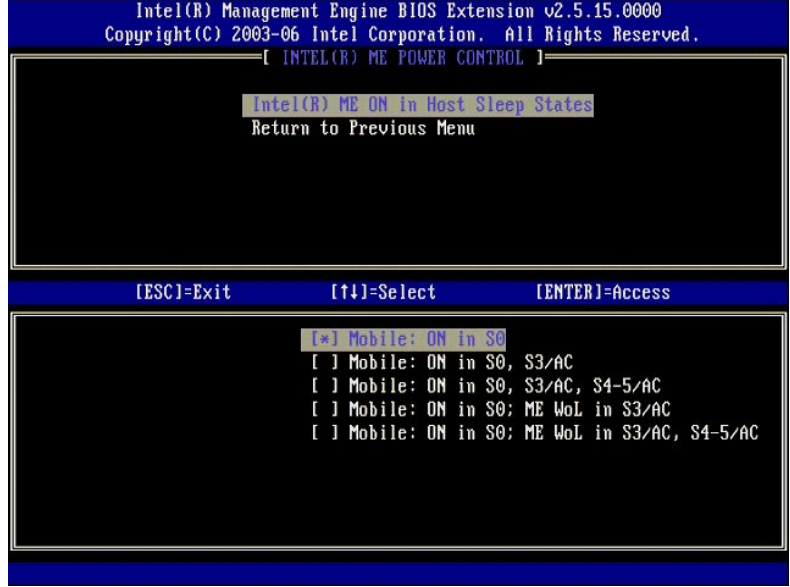 Intel(R) Management Engine BIOS Extension v2.5.15.0000
Copyright(C) 2003-06 Intel Corporation. All Rights Reserved.
[ INTEL(R) ME POWER CONTROL ]
Intel(R) ME ON in Host Sleep States
Return to Previous Menu
[ESC]=Exit [↑↓]=Select [ENTER]=Access
[*] Mobile: ON in S0
[ ] Mobile: ON in S0, S3/AC
[ ] Mobile: ON in S0, S3/AC, S4-5/AC
[ ] Mobile: ON in S0; ME WoL in S3/AC
[ ] Mobile: ON in S0; ME WoL in S3/AC, S4-5/AC